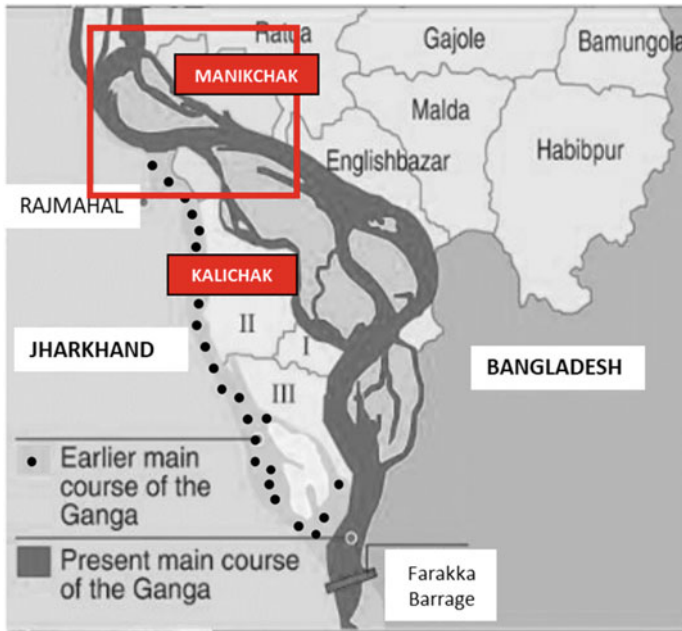 Ratua
Gajole
Bamungola
MANIKCHAK
Malda
Englishbazar
Habibpur
RAJMAHAL
KALICHAK
II
JHARKHAND
I
BANGLADESH
III
Earlier main
course of the
Ganga
Present main course
of the Ganga
Farakka
Barrage